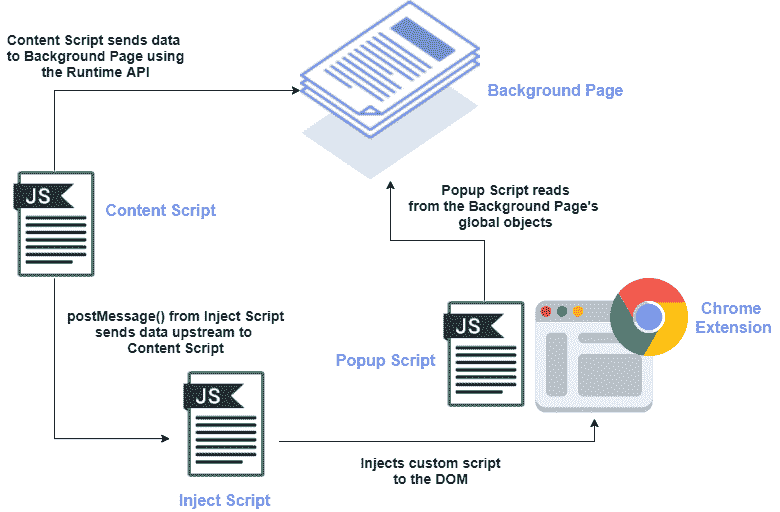 Content Script sends data
to Background Page using
the Runtime API
Background Page
JS
Content Script
Popup Script reads
from the Background Page's
global objects
postMessage() from Inject Script
sends data upstream to
Content Script
JS
Popup Script
Chrome
Extension
JS
Inject Script
Injects custom script
to the DOM